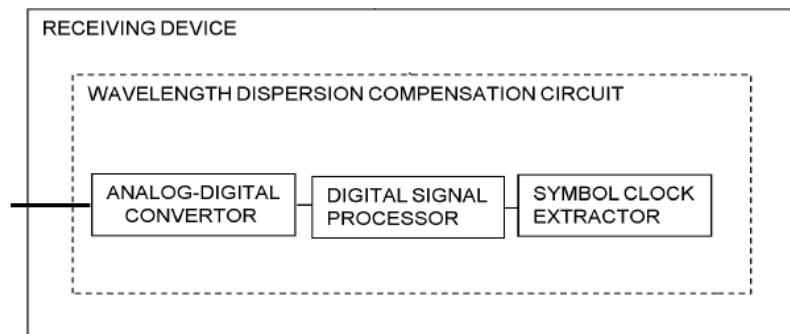 RECEIVING DEVICE
WAVELENGTH DISPERSION COMPENSATION CIRCUIT
ANALOG-DIGITAL
CONVERTOR
DIGITAL SIGNAL
PROCESSOR
SYMBOL CLOCK
EXTRACTOR